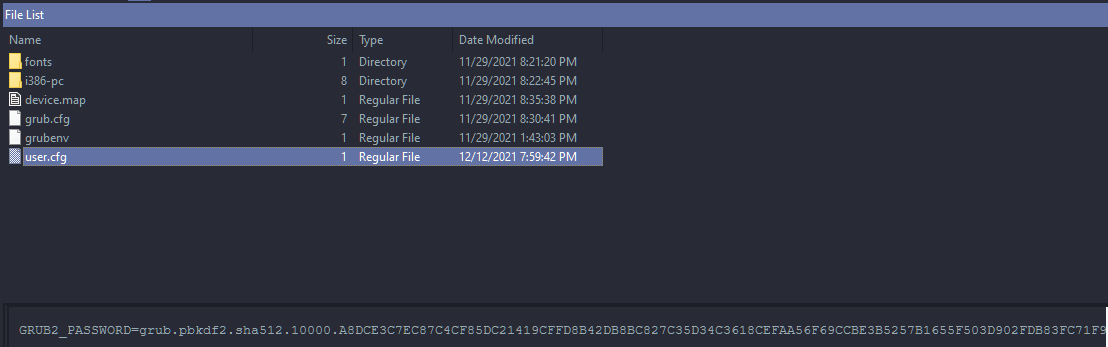 File List
Name Size Type Date Modified
fonts 1 Directory 11/29/2021 8:21:20 PM
i386-pc 8 Directory 11/29/2021 8:22:45 PM
device.map 1 Regular File 11/29/2021 8:35:38 PM
grub.cfg 7 Regular File 11/29/2021 8:30:41 PM
grubenv 1 Regular File 11/29/2021 1:43:03 PM
user.cfg 1 Regular File 12/12/2021 7:59:42 PM
GRUB2_PASSWORD=grub.pbkdf2.sha512.10000.A8DCE3C7EC87C4CF85DC21419CFFD8B42DB8BC827C35D34C3618CEFAA56F69CCBE3B5257B1655F503D902FDB83FC71F9